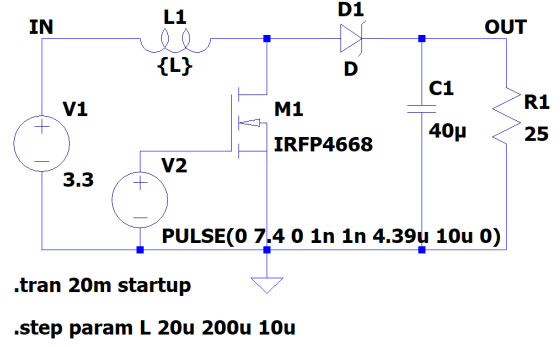 IN
L1
D1
OUT
{L}
D
C1
R1
V1
M1
40µ
25
IRFP4668
V2
3.3
PULSE(0 7.4 0 1n 1n 4.39u 10u 0)
.tran 20m startup
.step param L 20u 200u 10u